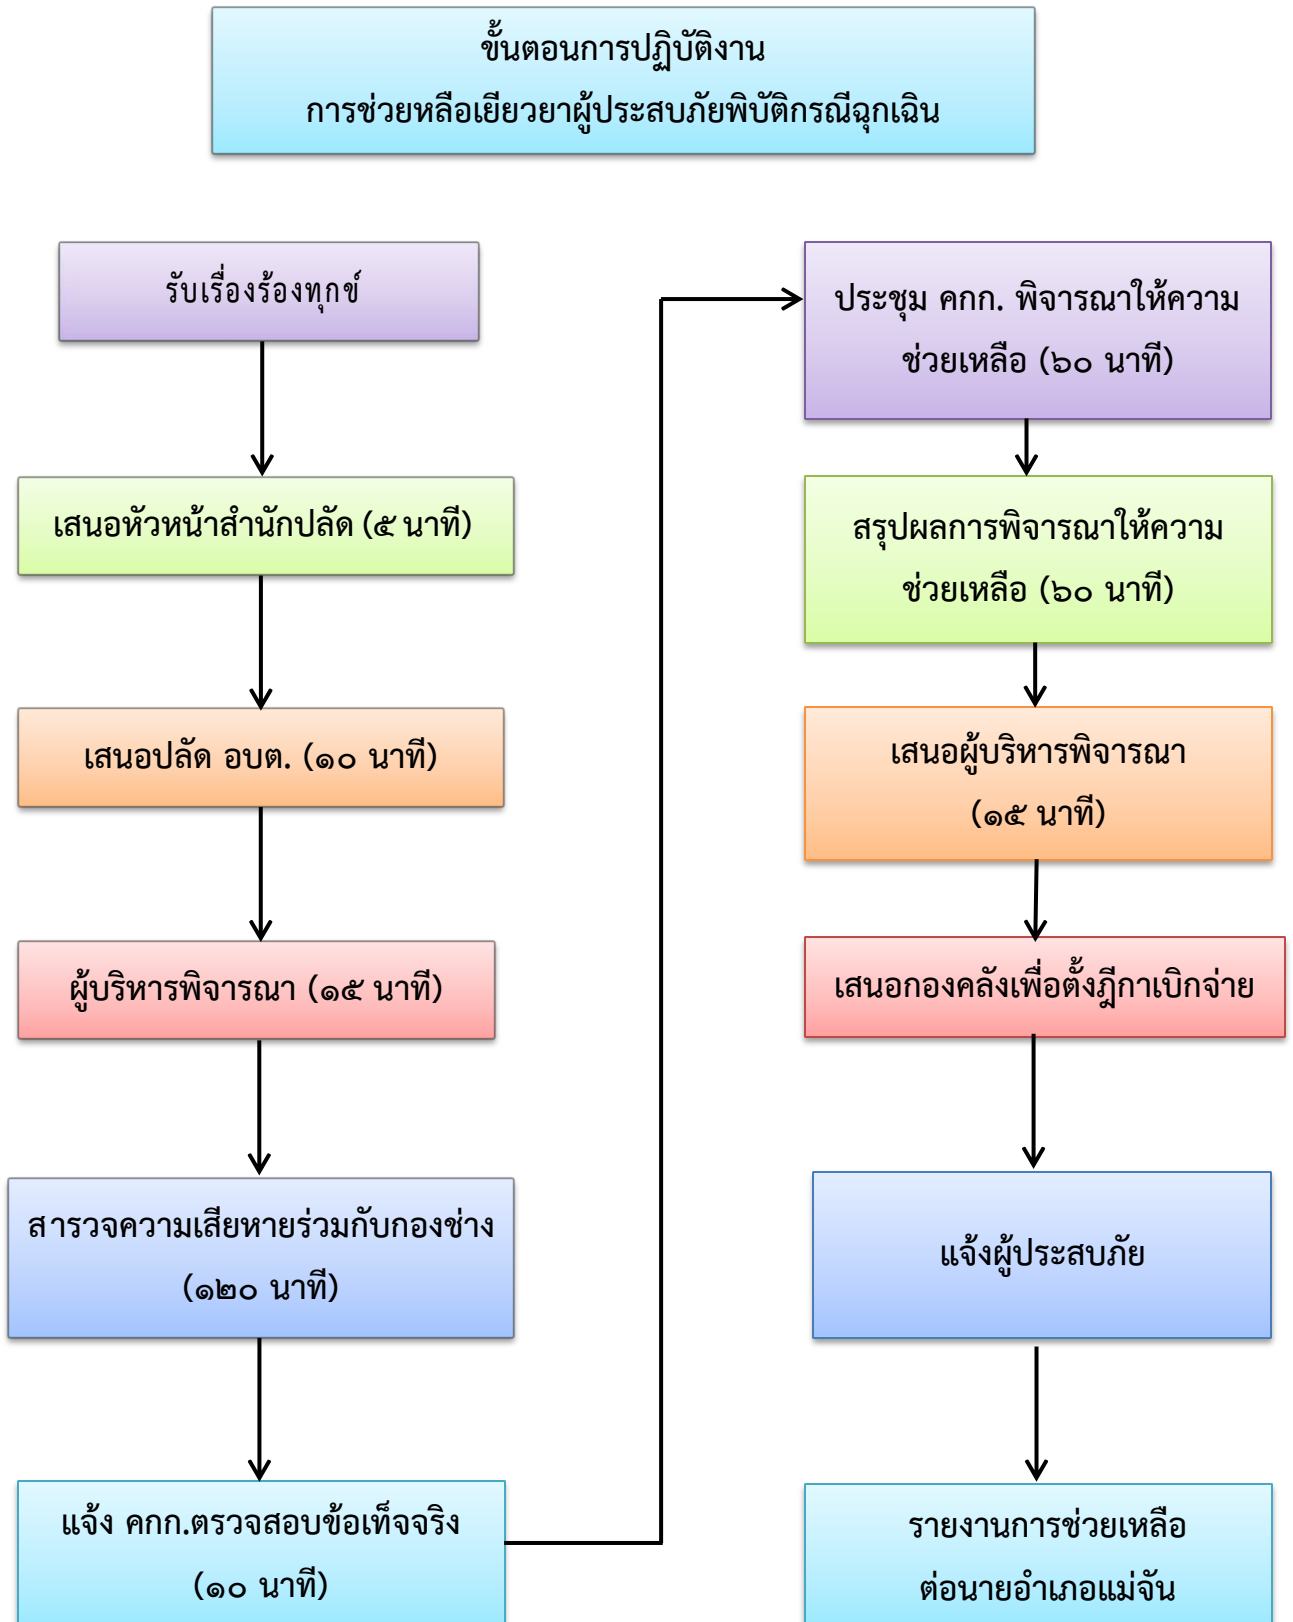 ขั้นตอนการปฏิบัติงาน
การช่วยหลือเยียวยาผู้ประสบภัยพิบัติกรณีฉุกเฉิน
รับเรื่องร้องทุกข์
เสนอหัวหน้าสำนักปลัด (๕ นาที)
เสนอปลัด อบต. (๑๐ นาที)
ผู้บริหารพิจารณา (๑๕ นาที)
สารวจความเสียหายร่วมกับกองช่าง
(๑๒๐ นาที)
แจ้ง คกก.ตรวจสอบข้อเท็จจริง
(๑๐ นาที)
ประชุม คกก. พิจารณาให้ความ
ช่วยเหลือ (๖๐ นาที)
สรุปผลการพิจารณาให้ความ
ช่วยเหลือ (๖๐ นาที)
เสนอผู้บริหารพิจารณา
(๑๕ นาที)
เสนอกองคลังเพื่อตั้งฎีกาเบิกจ่าย
แจ้งผู้ประสบภัย
รายงานการช่วยเหลือ
ต่อนายอำเภอแม่จัน